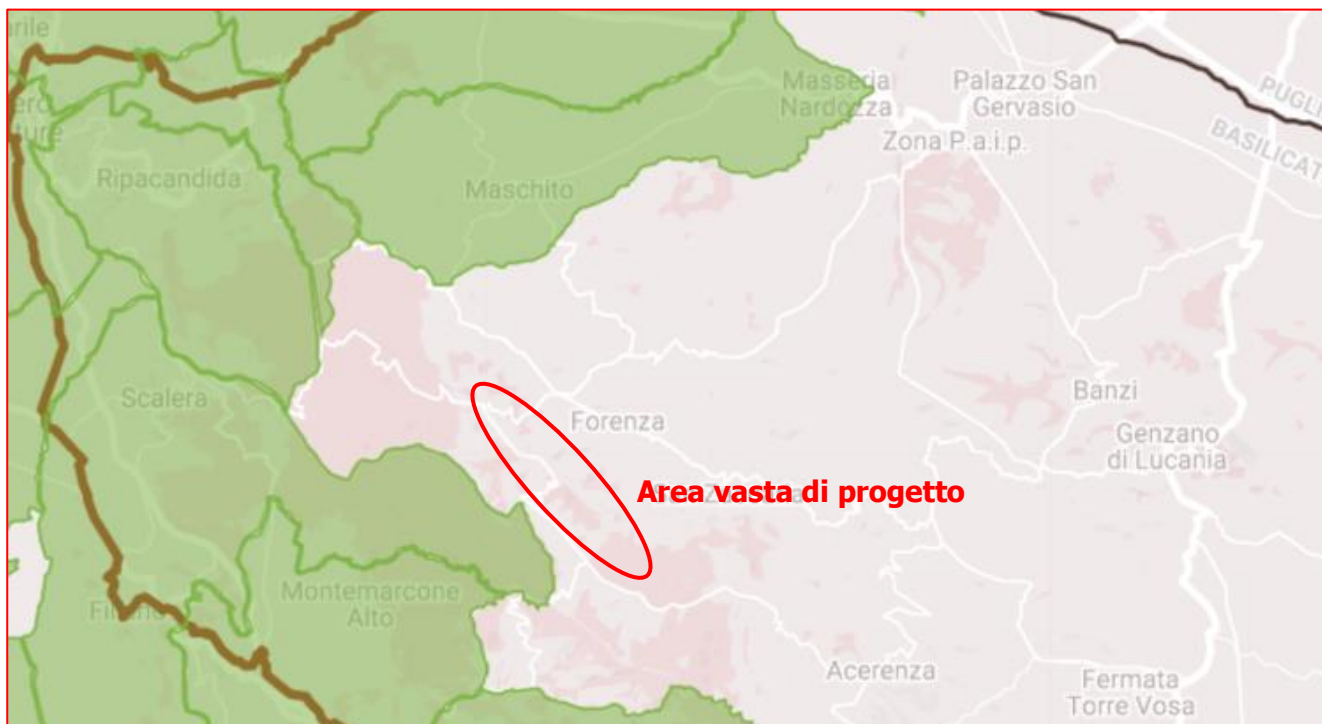 Masseria
Nardozza
Palazzo San
Gervasio
PUGLI
BASILICAT
Zona P.a.i.p.
Ripacandida
Maschito
Scalera
Forenza
Banzi
Genzano
di Lucania
Area vasta di progetto
Montemarcone
Alto
Acerenza
Fermata
Torre Vosa